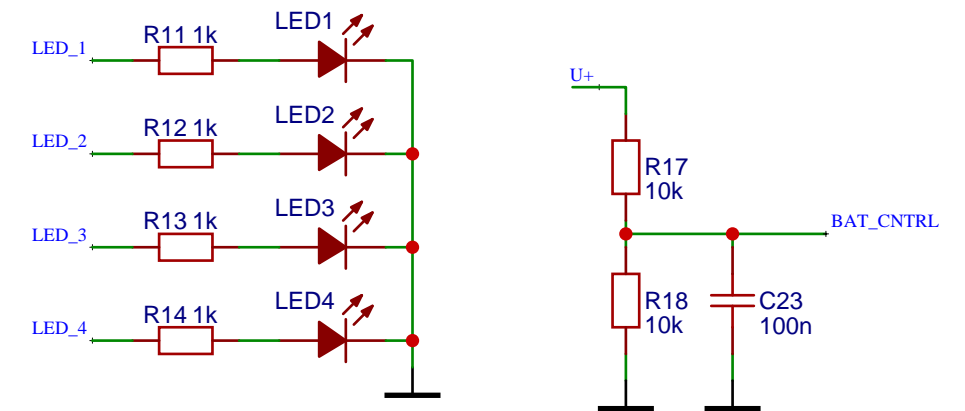 LED_1
R11 1k
LED1
LED_2
R12 1k
LED2
LED_3
R13 1k
LED3
LED_4
R14 1k
LED4
U+
R17
10k
BAT_CNTRL
R18
10k
C23
100n